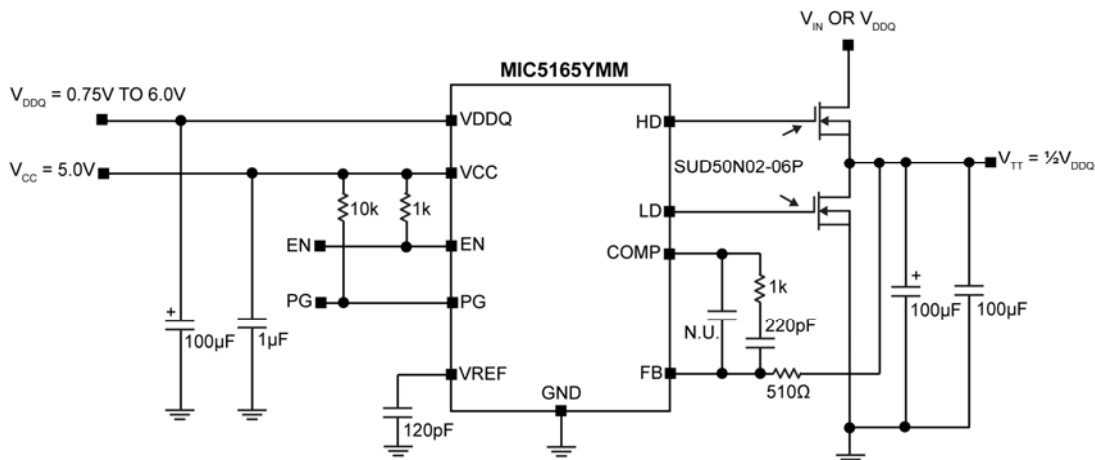 V_IN OR V_DDQ
MIC5165YMM
V_DDQ = 0.75V TO 6.0V
VDDQ
HD
V_CC = 5.0V
VCC
SUD50N02-06P
V_TT = ½V_DDQ
10k
1k
LD
EN
EN
COMP
PG
PG
1k
+
100µF
1µF
N.U.
220pF
+
100µF
100µF
VREF
FB
510Ω
GND
120pF